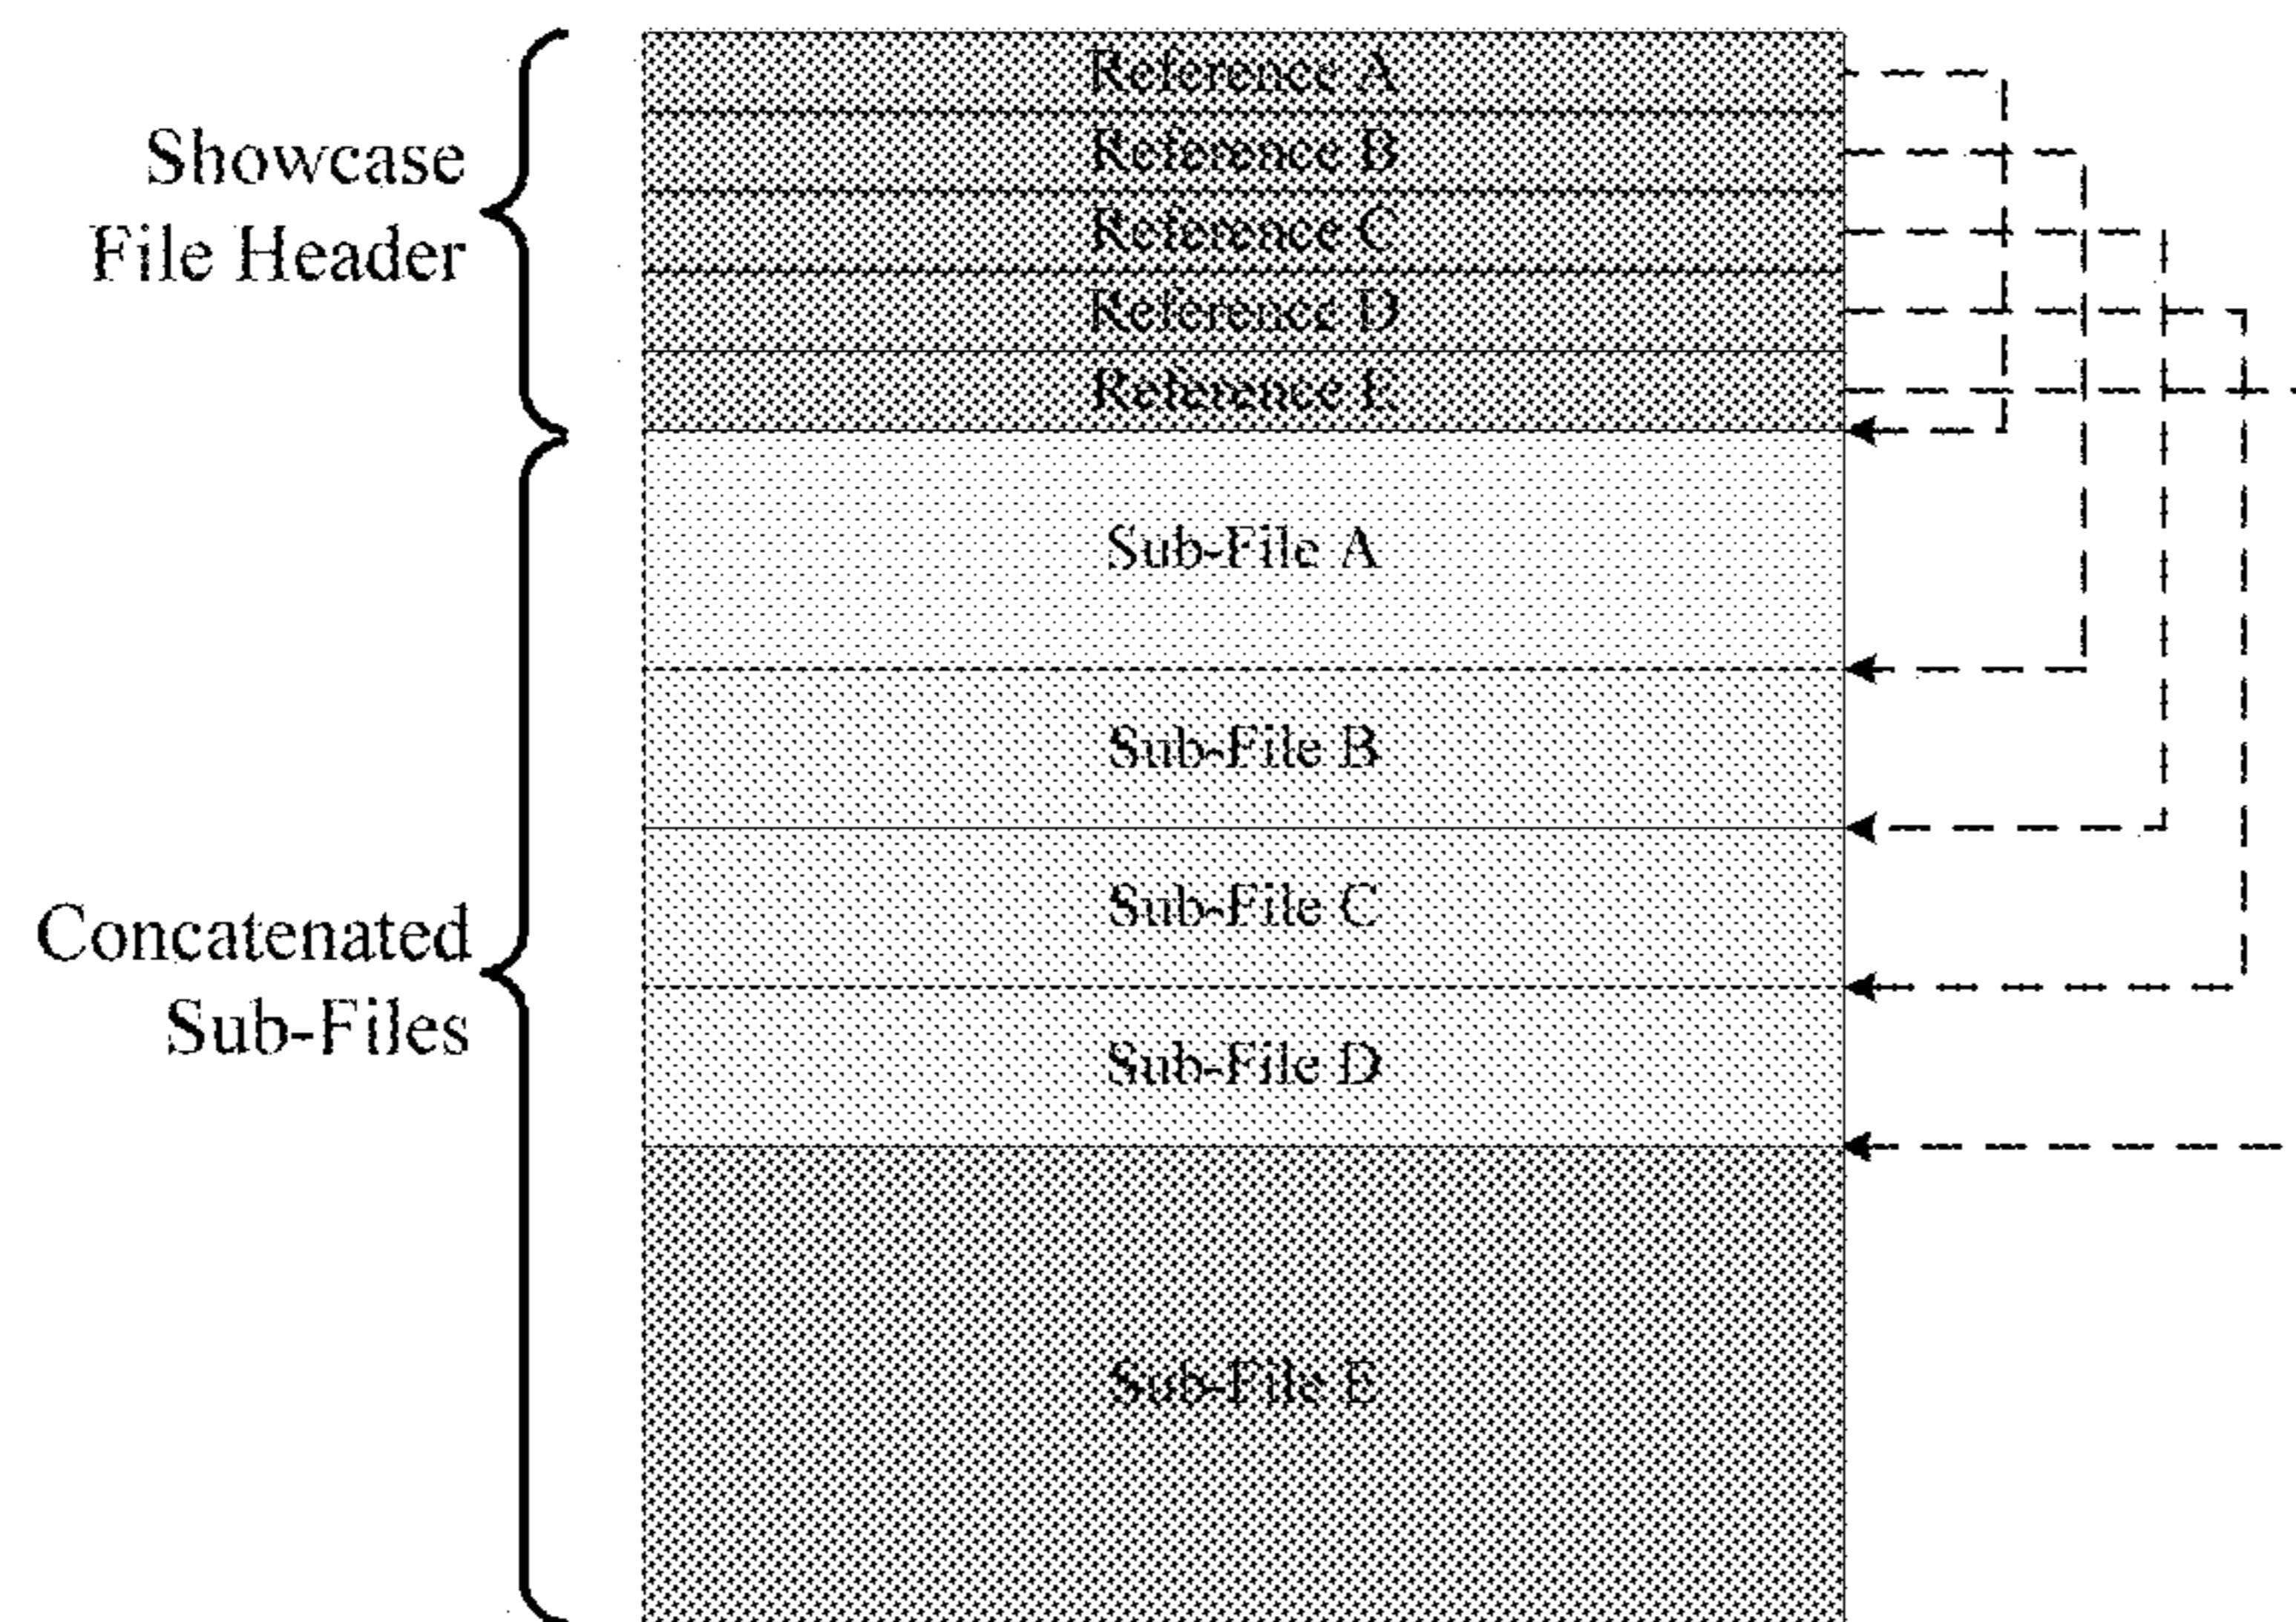 Showcase
File Header
Reference A
Reference B
Reference C
Reference D
Reference E
Concatenated
Sub-Files
Sub-File A
Sub-File B
Sub-File C
Sub-File D
Sub-File E